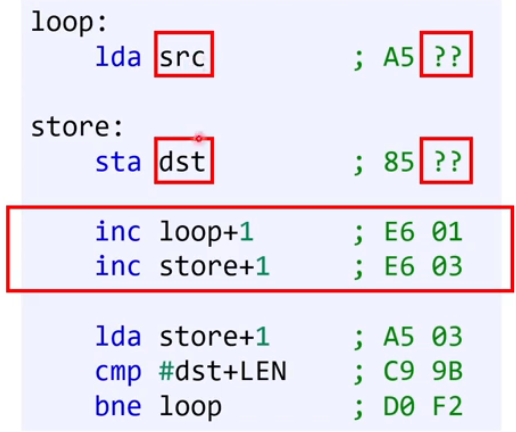 loop:
lda src ; A5 ??
store:
sta dst ; 85 ??
inc loop+1 ; E6 01
inc store+1 ; E6 03
lda store+1 ; A5 03
cmp #dst+LEN ; C9 9B
bne loop ; D0 F2